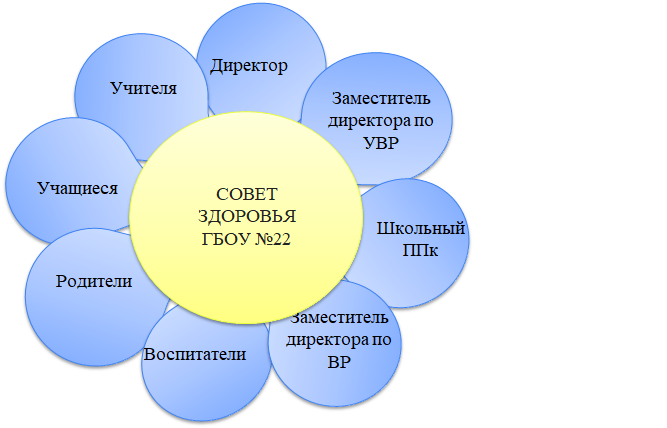 Директор
Учителя
Заместитель
директора по
УВР
Учащиеся
СОВЕТ
ЗДОРОВЬЯ
ГБОУ №22
Школьный
ППк
Родители
Заместитель
директора по
ВР
Воспитатели